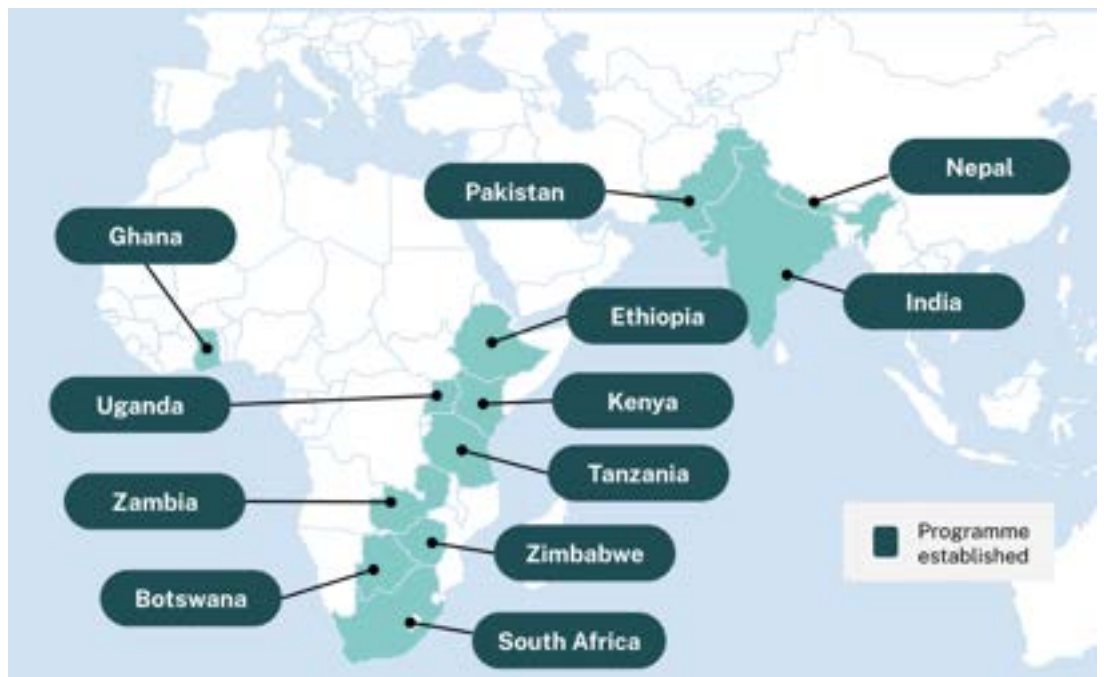 Nepal
Pakistan
Ghana
India
Ethiopia
Uganda
Kenya
Tanzania
Zambia
Programme
established
Zimbabwe
Botswana
South Africa